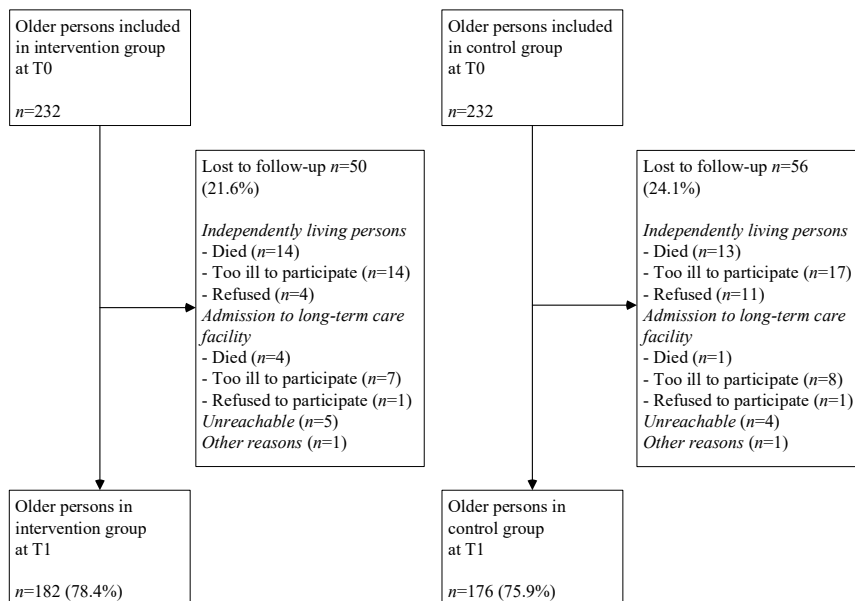 Older persons included
in intervention group
at T0
n=232
Older persons included
in control group
at T0
n=232
Lost to follow-up n=50
(21.6%)
Independently living persons
- Died (n=14)
- Too ill to participate (n=14)
- Refused (n=4)
Admission to long-term care
facility
- Died (n=4)
- Too ill to participate (n=7)
- Refused to participate (n=1)
Unreachable (n=5)
Other reasons (n=1)
Lost to follow-up n=56
(24.1%)
Independently living persons
- Died (n=13)
- Too ill to participate (n=17)
- Refused (n=11)
Admission to long-term care
facility
- Died (n=1)
- Too ill to participate (n=8)
- Refused to participate (n=1)
Unreachable (n=4)
Other reasons (n=1)
Older persons in
intervention group
at T1
n=182 (78.4%)
Older persons in
control group
at T1
n=176 (75.9%)